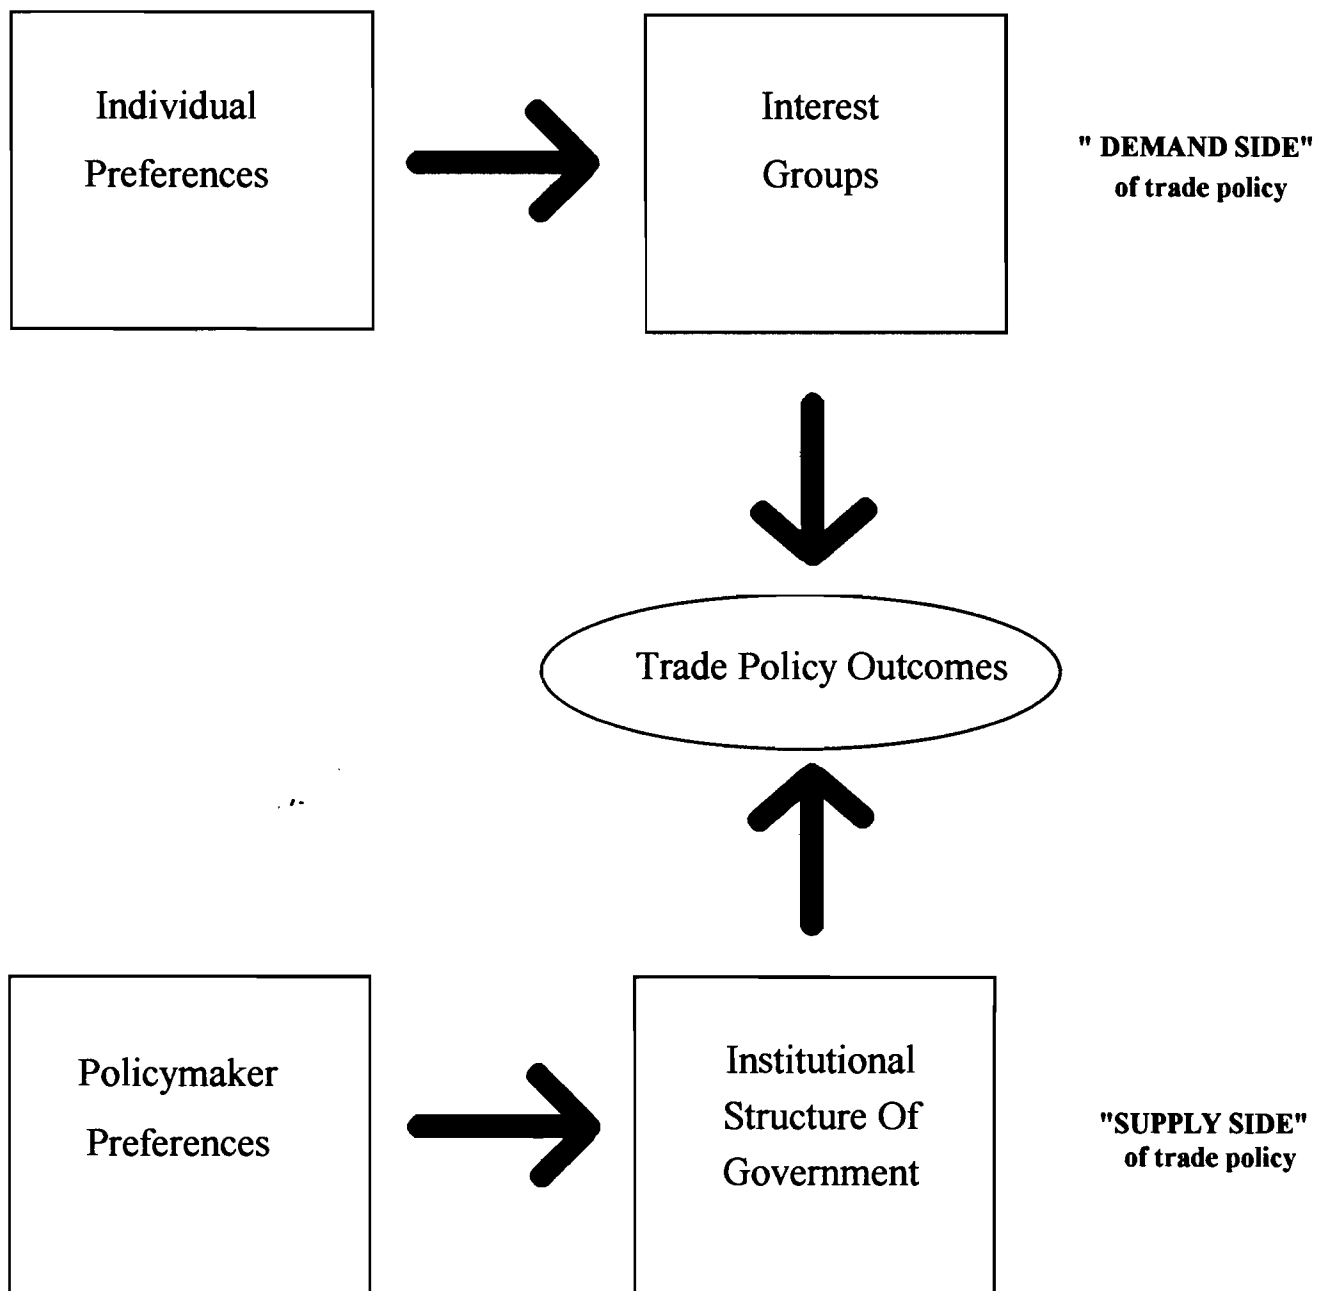 Individual
Preferences
Interest
Groups
" DEMAND SIDE"
of trade policy
Trade Policy Outcomes
Policymaker
Preferences
Institutional
Structure Of
Government
"SUPPLY SIDE"
of trade policy